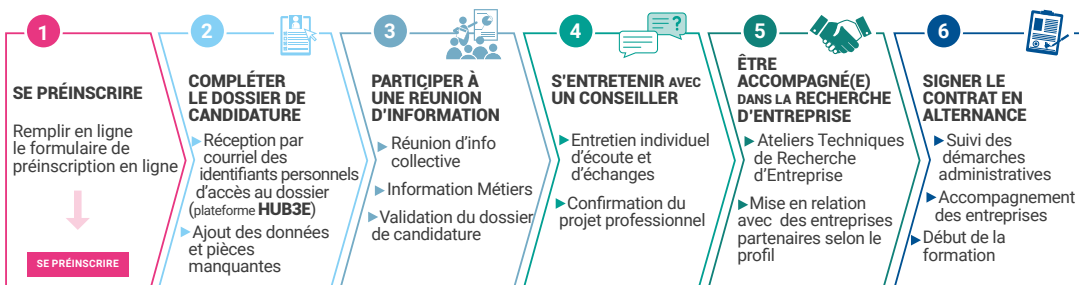 1
SE PRÉINSCRIRE
Remplir en ligne
le formulaire de
préinscription en ligne
SE PRÉINSCRIRE
2
COMPLÉTER
LE DOSSIER DE
CANDIDATURE
Réception par
courriel des
identifiants personnels
d'accès au dossier
(plateforme HUB3E)
Ajout des données
et pièces
manquantes
3
PARTICIPER À
UNE RÉUNION
D'INFORMATION
Réunion d'info
collective
Information Métiers
Validation du dossier
de candidature
4
?
S'ENTRETENIR AVEC
UN CONSEILLER
Entretien individuel
d'écoute et
d'échanges
Confirmation du
projet professionnel
5
ÊTRE
ACCOMPAGNÉ(E)
DANS LA RECHERCHE
D'ENTREPRISE
Ateliers Techniques
de Recherche
d'Entreprise
Mise en relation
avec des entreprises
partenaires selon le
profil
6
SIGNER LE
CONTRAT EN
ALTERNANCE
Suivi des
démarches
administratives
Accompagnement
des entreprises
Début de la
formation